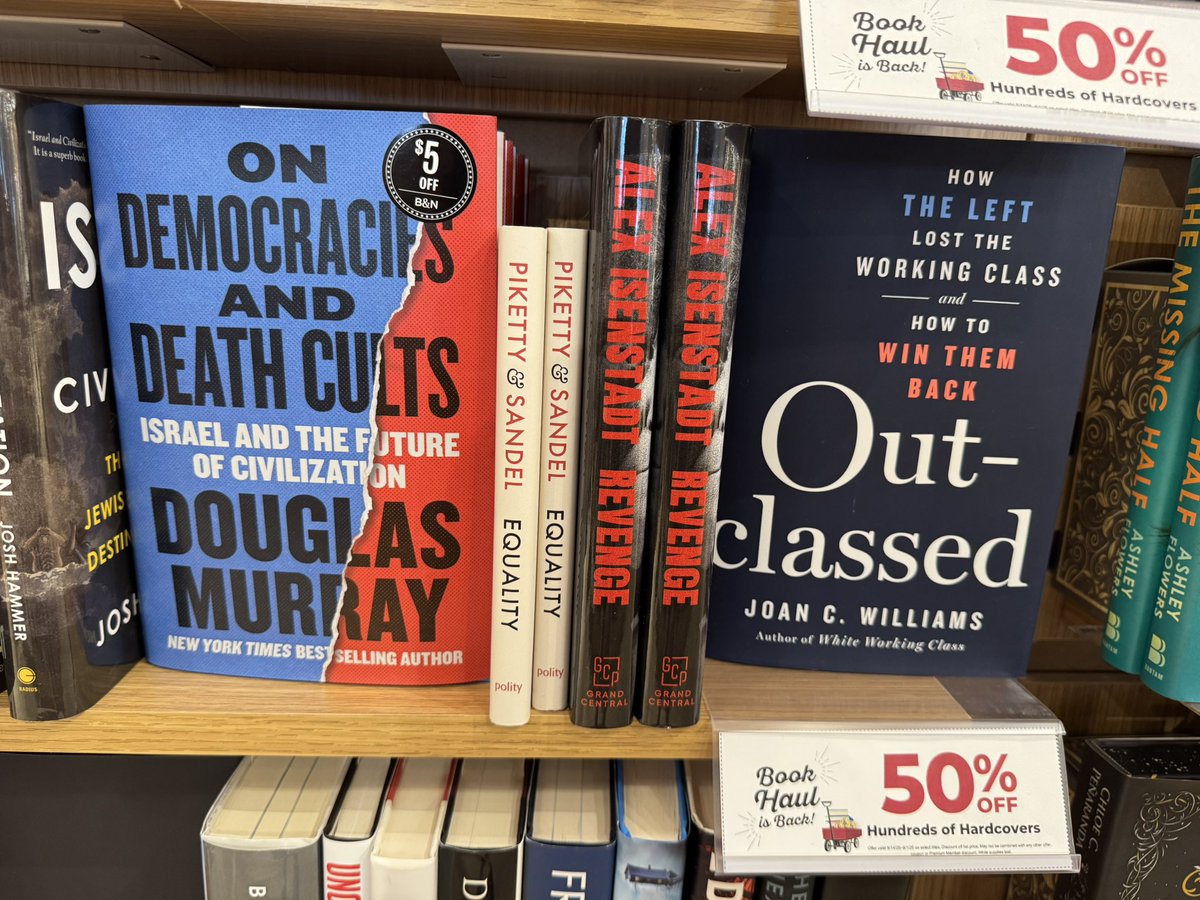 Book
Haul
is Back!
50%
OFF
Hundreds of Hardcovers
"Israel and
It is a superb book.
IS
CIV
JEWIS
DESTIN
JOSH
JOSH HAMMER
RADIUS
$5
OFF
B&N
ON
DEMOCRACIES
AND
DEATH CULTS
ISRAEL AND THE FUTURE
OF CIVILIZATION
DOUGLAS
MURRAY
NEW YORK TIMES BESTSELLING AUTHOR
PIKETTY & SANDEL EQUALITY
polity
PIKETTY & SANDEL EQUALITY
polity
ALEX ISENSTADT REVENGE
GCP
GRAND
CENTRAL
ALEX ISENSTADT REVENGE
GCP
GRAND
CENTRAL
HOW
THE LEFT
LOST THE
WORKING CLASS
and
HOW TO
WIN THEM
BACK
Out-
classed
JOAN C. WILLIAMS
Author of White Working Class
THE MISSING HALF
ASHLEY
FLOWERS
BANTAM
HALF
ASHLEY
FLOWERS
BANTAM
Book
Haul
is Back!
50%
OFF
Hundreds of Hardcovers